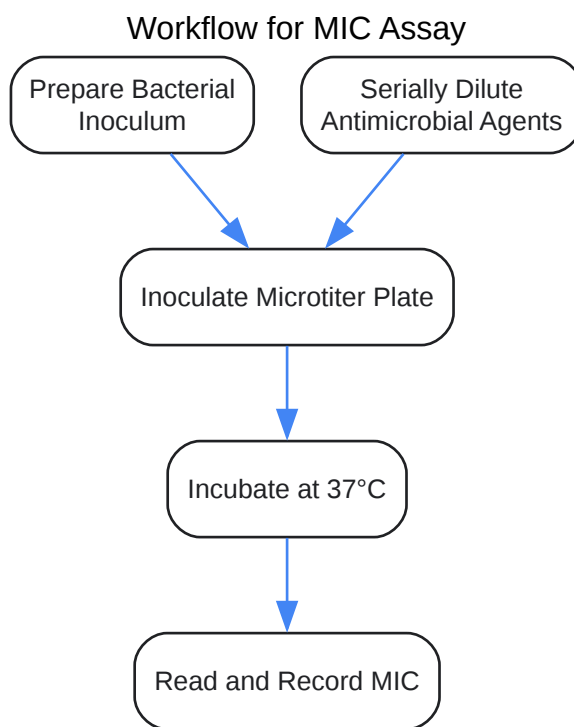 Workflow for MIC Assay
Prepare Bacterial
Inoculum
Serially Dilute
Antimicrobial Agents
Inoculate Microtiter Plate
Incubate at 37°C
Read and Record MIC